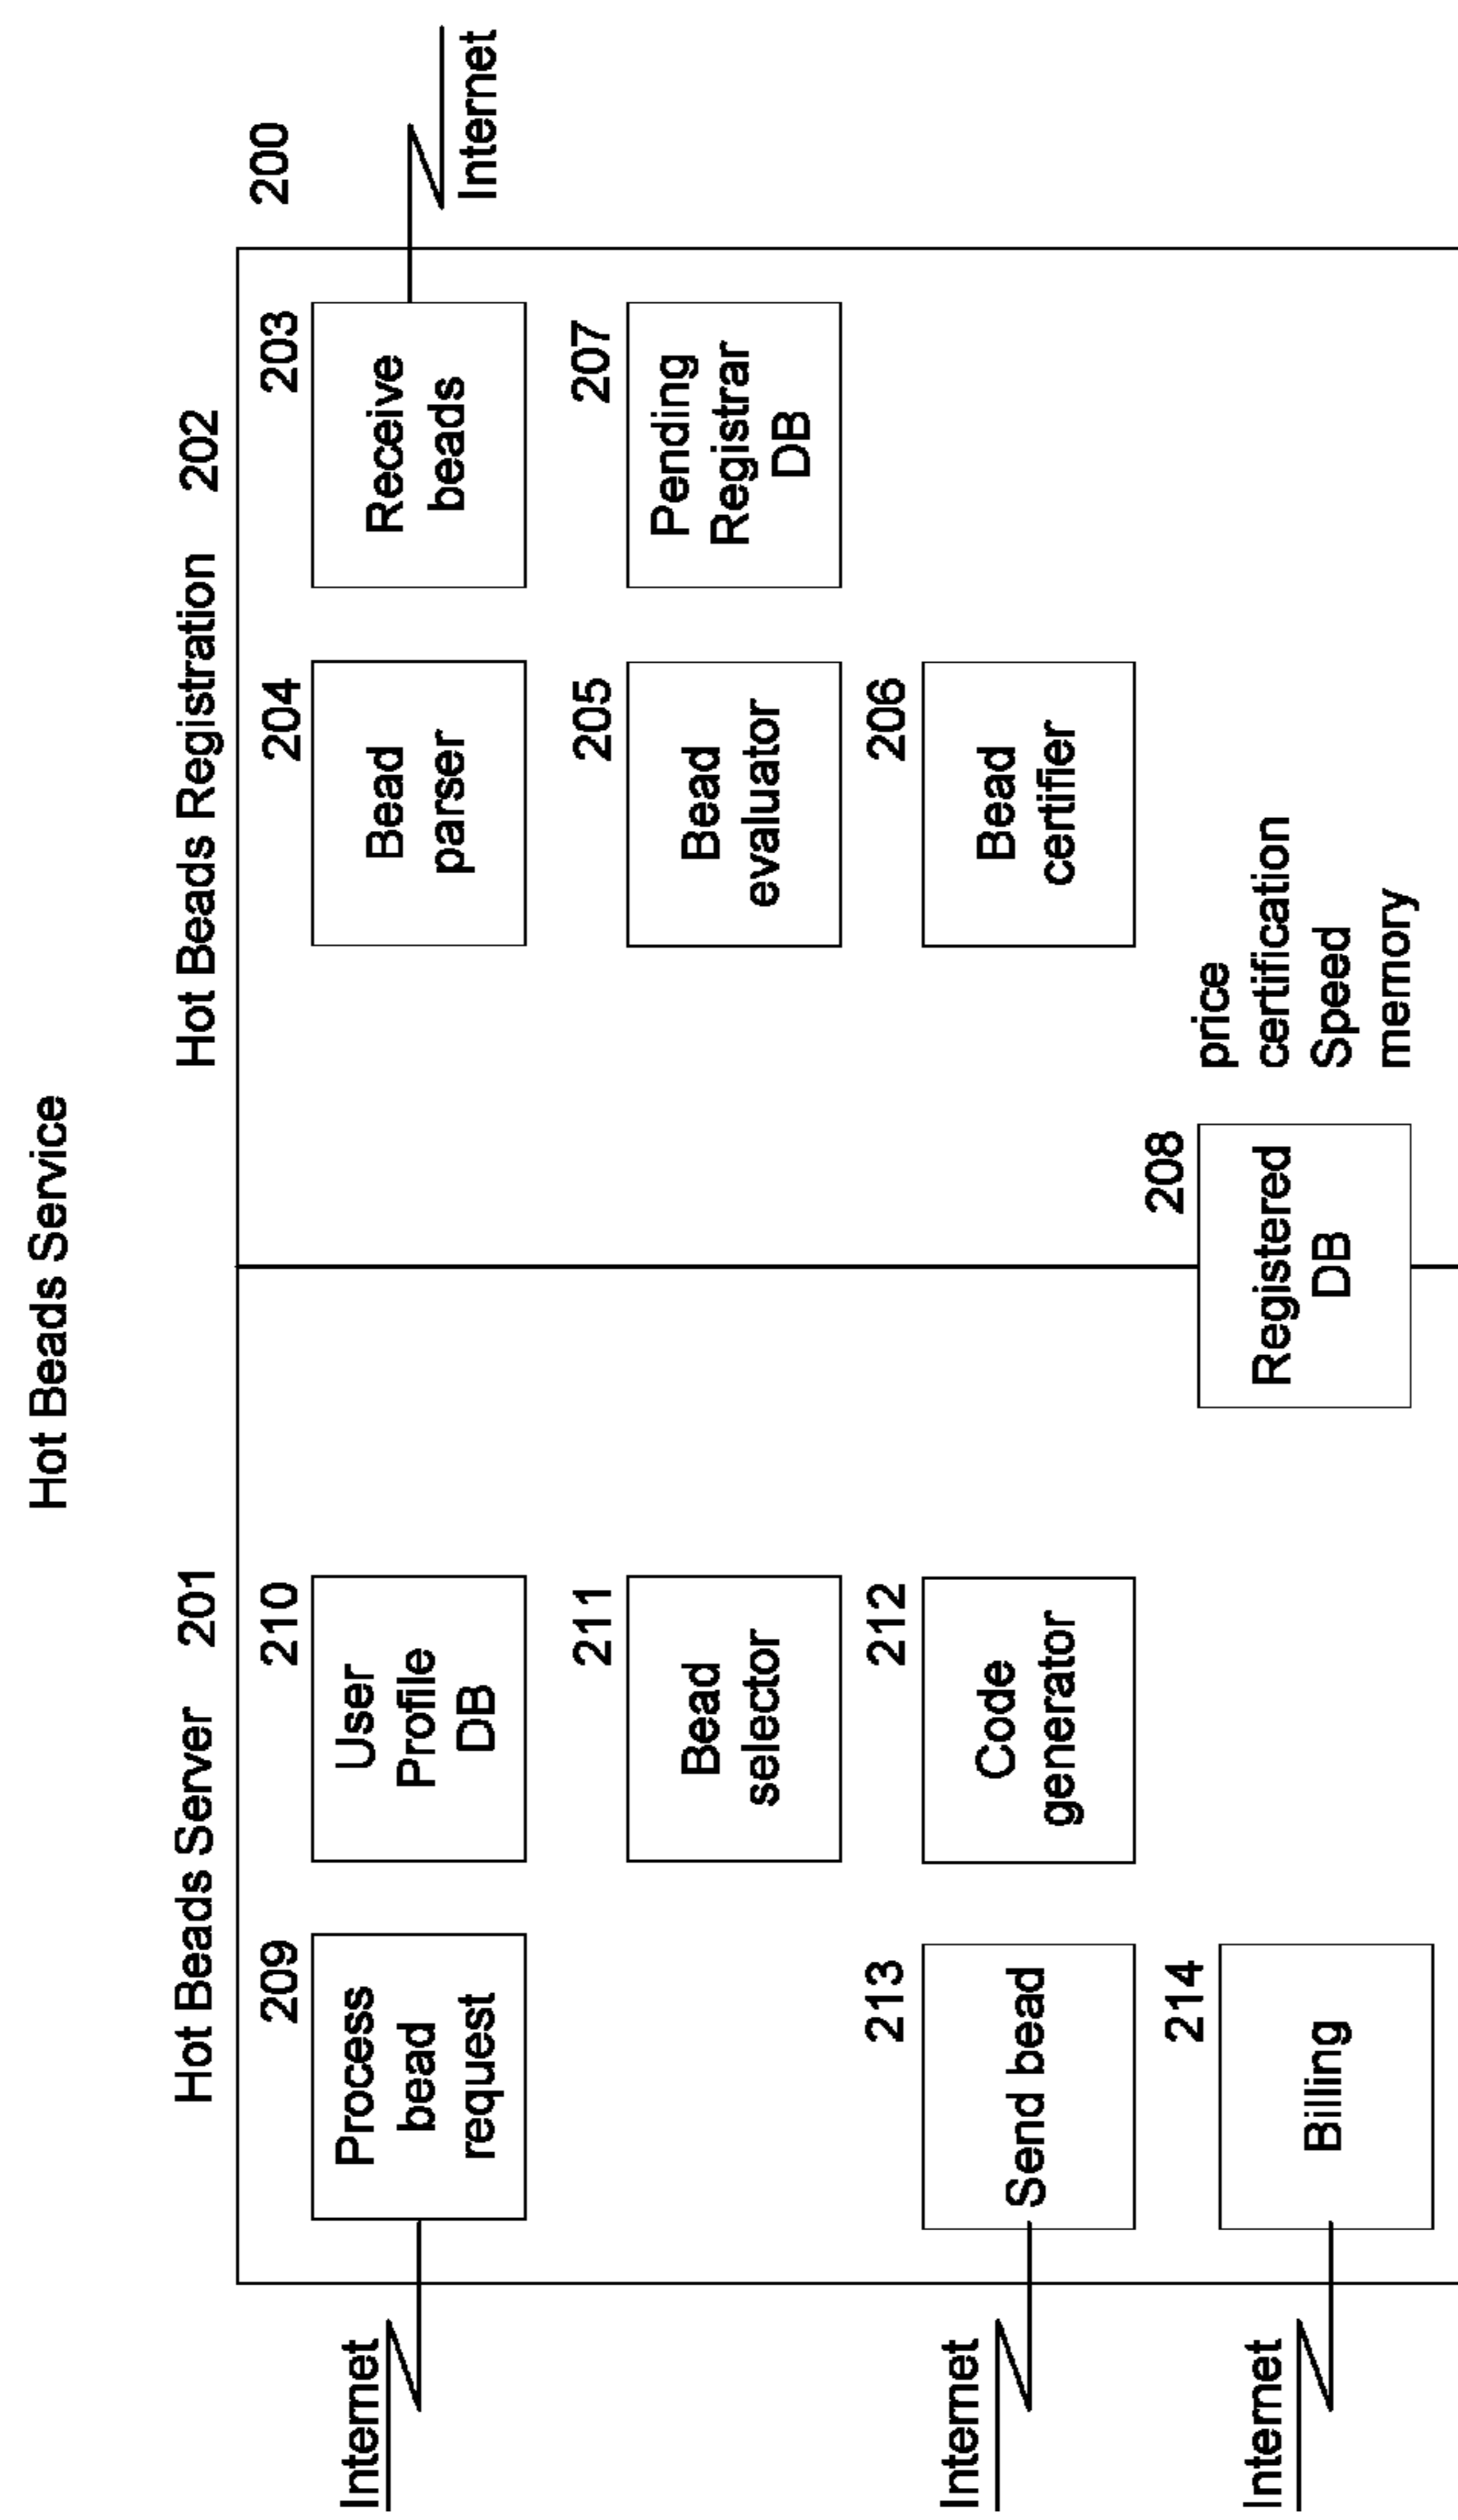 Hot Beads Service
Hot Beads Server 201
Hot Beads Registration 202
200
209
Process
bead
request
210
User
Profile
DB
204
Bead
parser
203
Receive
beads
Internet
Internet
211
Bead
selector
205
Bead
evaluator
207
Pending
Registrar
DB
213
Send bead
Internet
212
Code
generator
206
Bead
certifier
214
Billing
Internet
208
Registered
DB
price
certification
Speed
memory